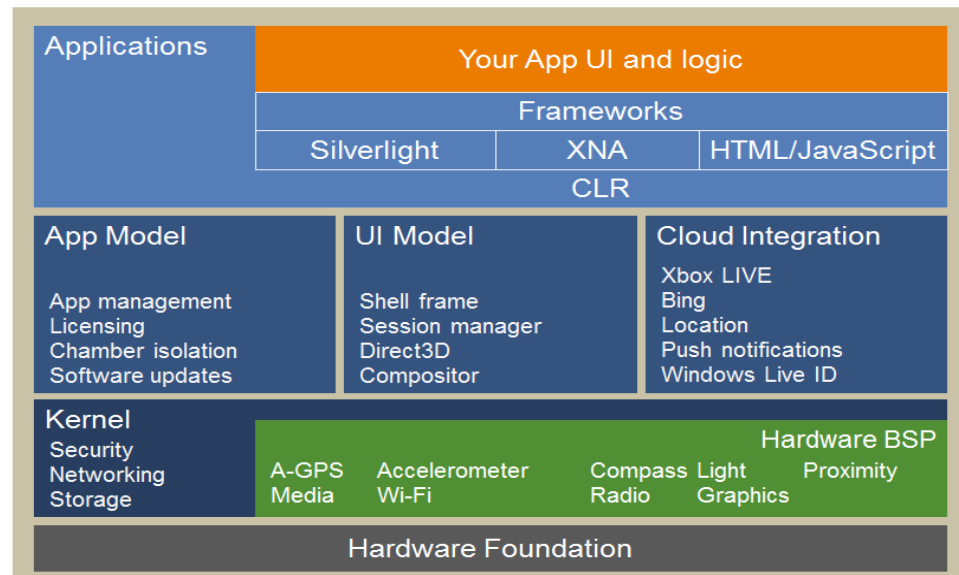 Applications
Your App UI and logic
Frameworks
Silverlight XNA HTML/JavaScript
CLR
App Model
App management
Licensing
Chamber isolation
Software updates
UI Model
Shell frame
Session manager
Direct3D
Compositor
Cloud Integration
Xbox LIVE
Bing
Location
Push notifications
Windows Live ID
Kernel
Security
Networking
Storage
Hardware BSP
A-GPS Accelerometer Compass Light Proximity
Media Wi-Fi Radio Graphics
Hardware Foundation